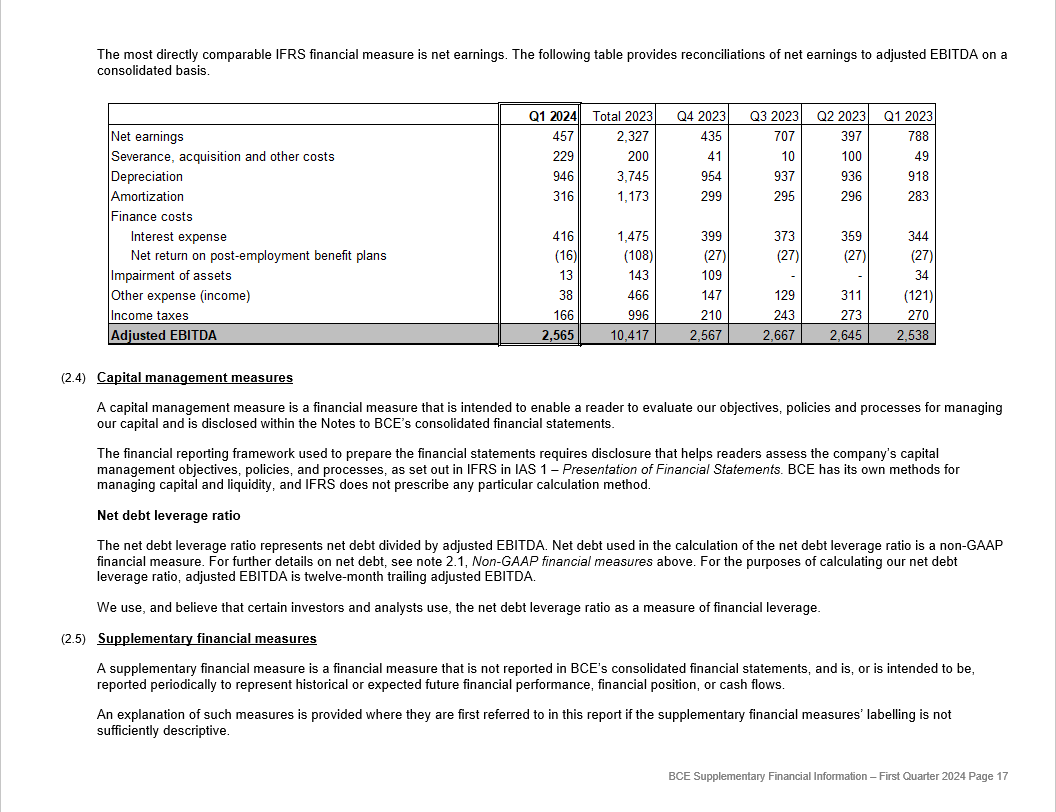 The most directly comparable IFRS financial measure is net earnings. The following table provides reconciliations of net earnings to adjusted EBITDA on a
consolidated basis.
Q1 2024 Total 2023 Q4 2023 Q3 2023 Q2 2023 Q1 2023
Net earnings 457 2,327 435 707 397 788
Severance, acquisition and other costs 229 200 41 10 100 49
Depreciation 946 3,745 954 937 936 918
Amortization 316 1,173 299 295 296 283
Finance costs
Interest expense 416 1,475 399 373 359 344
Net return on post-employment benefit plans (16) (108) (27) (27) (27) (27)
Impairment of assets 13 143 109 - - 34
Other expense (income) 38 466 147 129 311 (121)
Income taxes 166 996 210 243 273 270
Adjusted EBITDA 2,565 10,417 2,567 2,667 2,645 2,538
(2.4) Capital management measures
A capital management measure is a financial measure that is intended to enable a reader to evaluate our objectives, policies and processes for managing
our capital and is disclosed within the Notes to BCE's consolidated financial statements.
The financial reporting framework used to prepare the financial statements requires disclosure that helps readers assess the company's capital
management objectives, policies, and processes, as set out in IFRS in IAS 1 – Presentation of Financial Statements. BCE has its own methods for
managing capital and liquidity, and IFRS does not prescribe any particular calculation method.
Net debt leverage ratio
The net debt leverage ratio represents net debt divided by adjusted EBITDA. Net debt used in the calculation of the net debt leverage ratio is a non-GAAP
financial measure. For further details on net debt, see note 2.1, Non-GAAP financial measures above. For the purposes of calculating our net debt
leverage ratio, adjusted EBITDA is twelve-month trailing adjusted EBITDA.
We use, and believe that certain investors and analysts use, the net debt leverage ratio as a measure of financial leverage.
(2.5) Supplementary financial measures
A supplementary financial measure is a financial measure that is not reported in BCE's consolidated financial statements, and is, or is intended to be,
reported periodically to represent historical or expected future financial performance, financial position, or cash flows.
An explanation of such measures is provided where they are first referred to in this report if the supplementary financial measures' labelling is not
sufficiently descriptive.
BCE Supplementary Financial Information – First Quarter 2024 Page 17